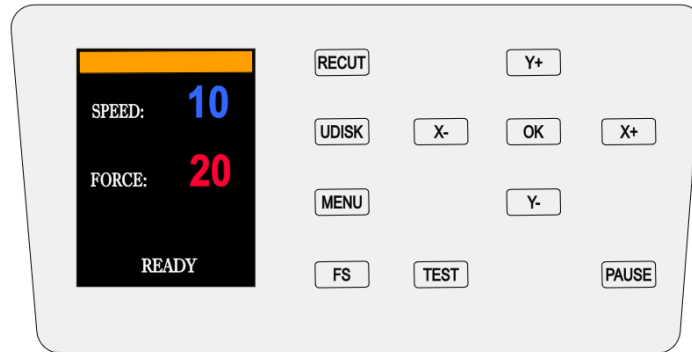 SPEED: 10
FORCE: 20
READY
RECUT
Y+
UDISK
X-
OK
X+
MENU
Y-
FS
TEST
PAUSE